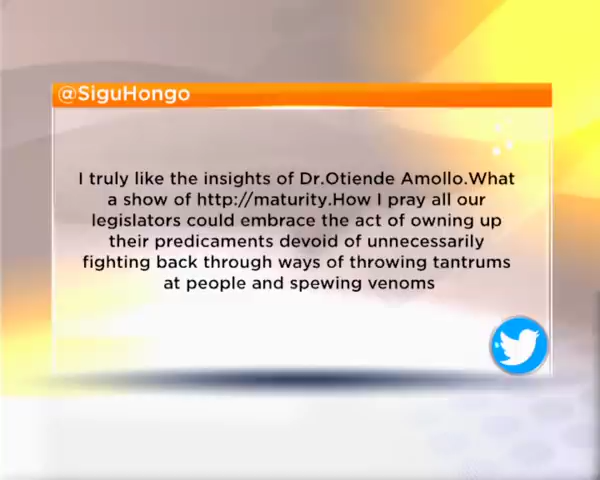 @SiguHongo
I truly like the insights of Dr.Otiende Amollo.What
a show of http://maturity.How I pray all our
legislators could embrace the act of owning up
their predicaments devoid of unnecessarily
fighting back through ways of throwing tantrums
at people and spewing venoms